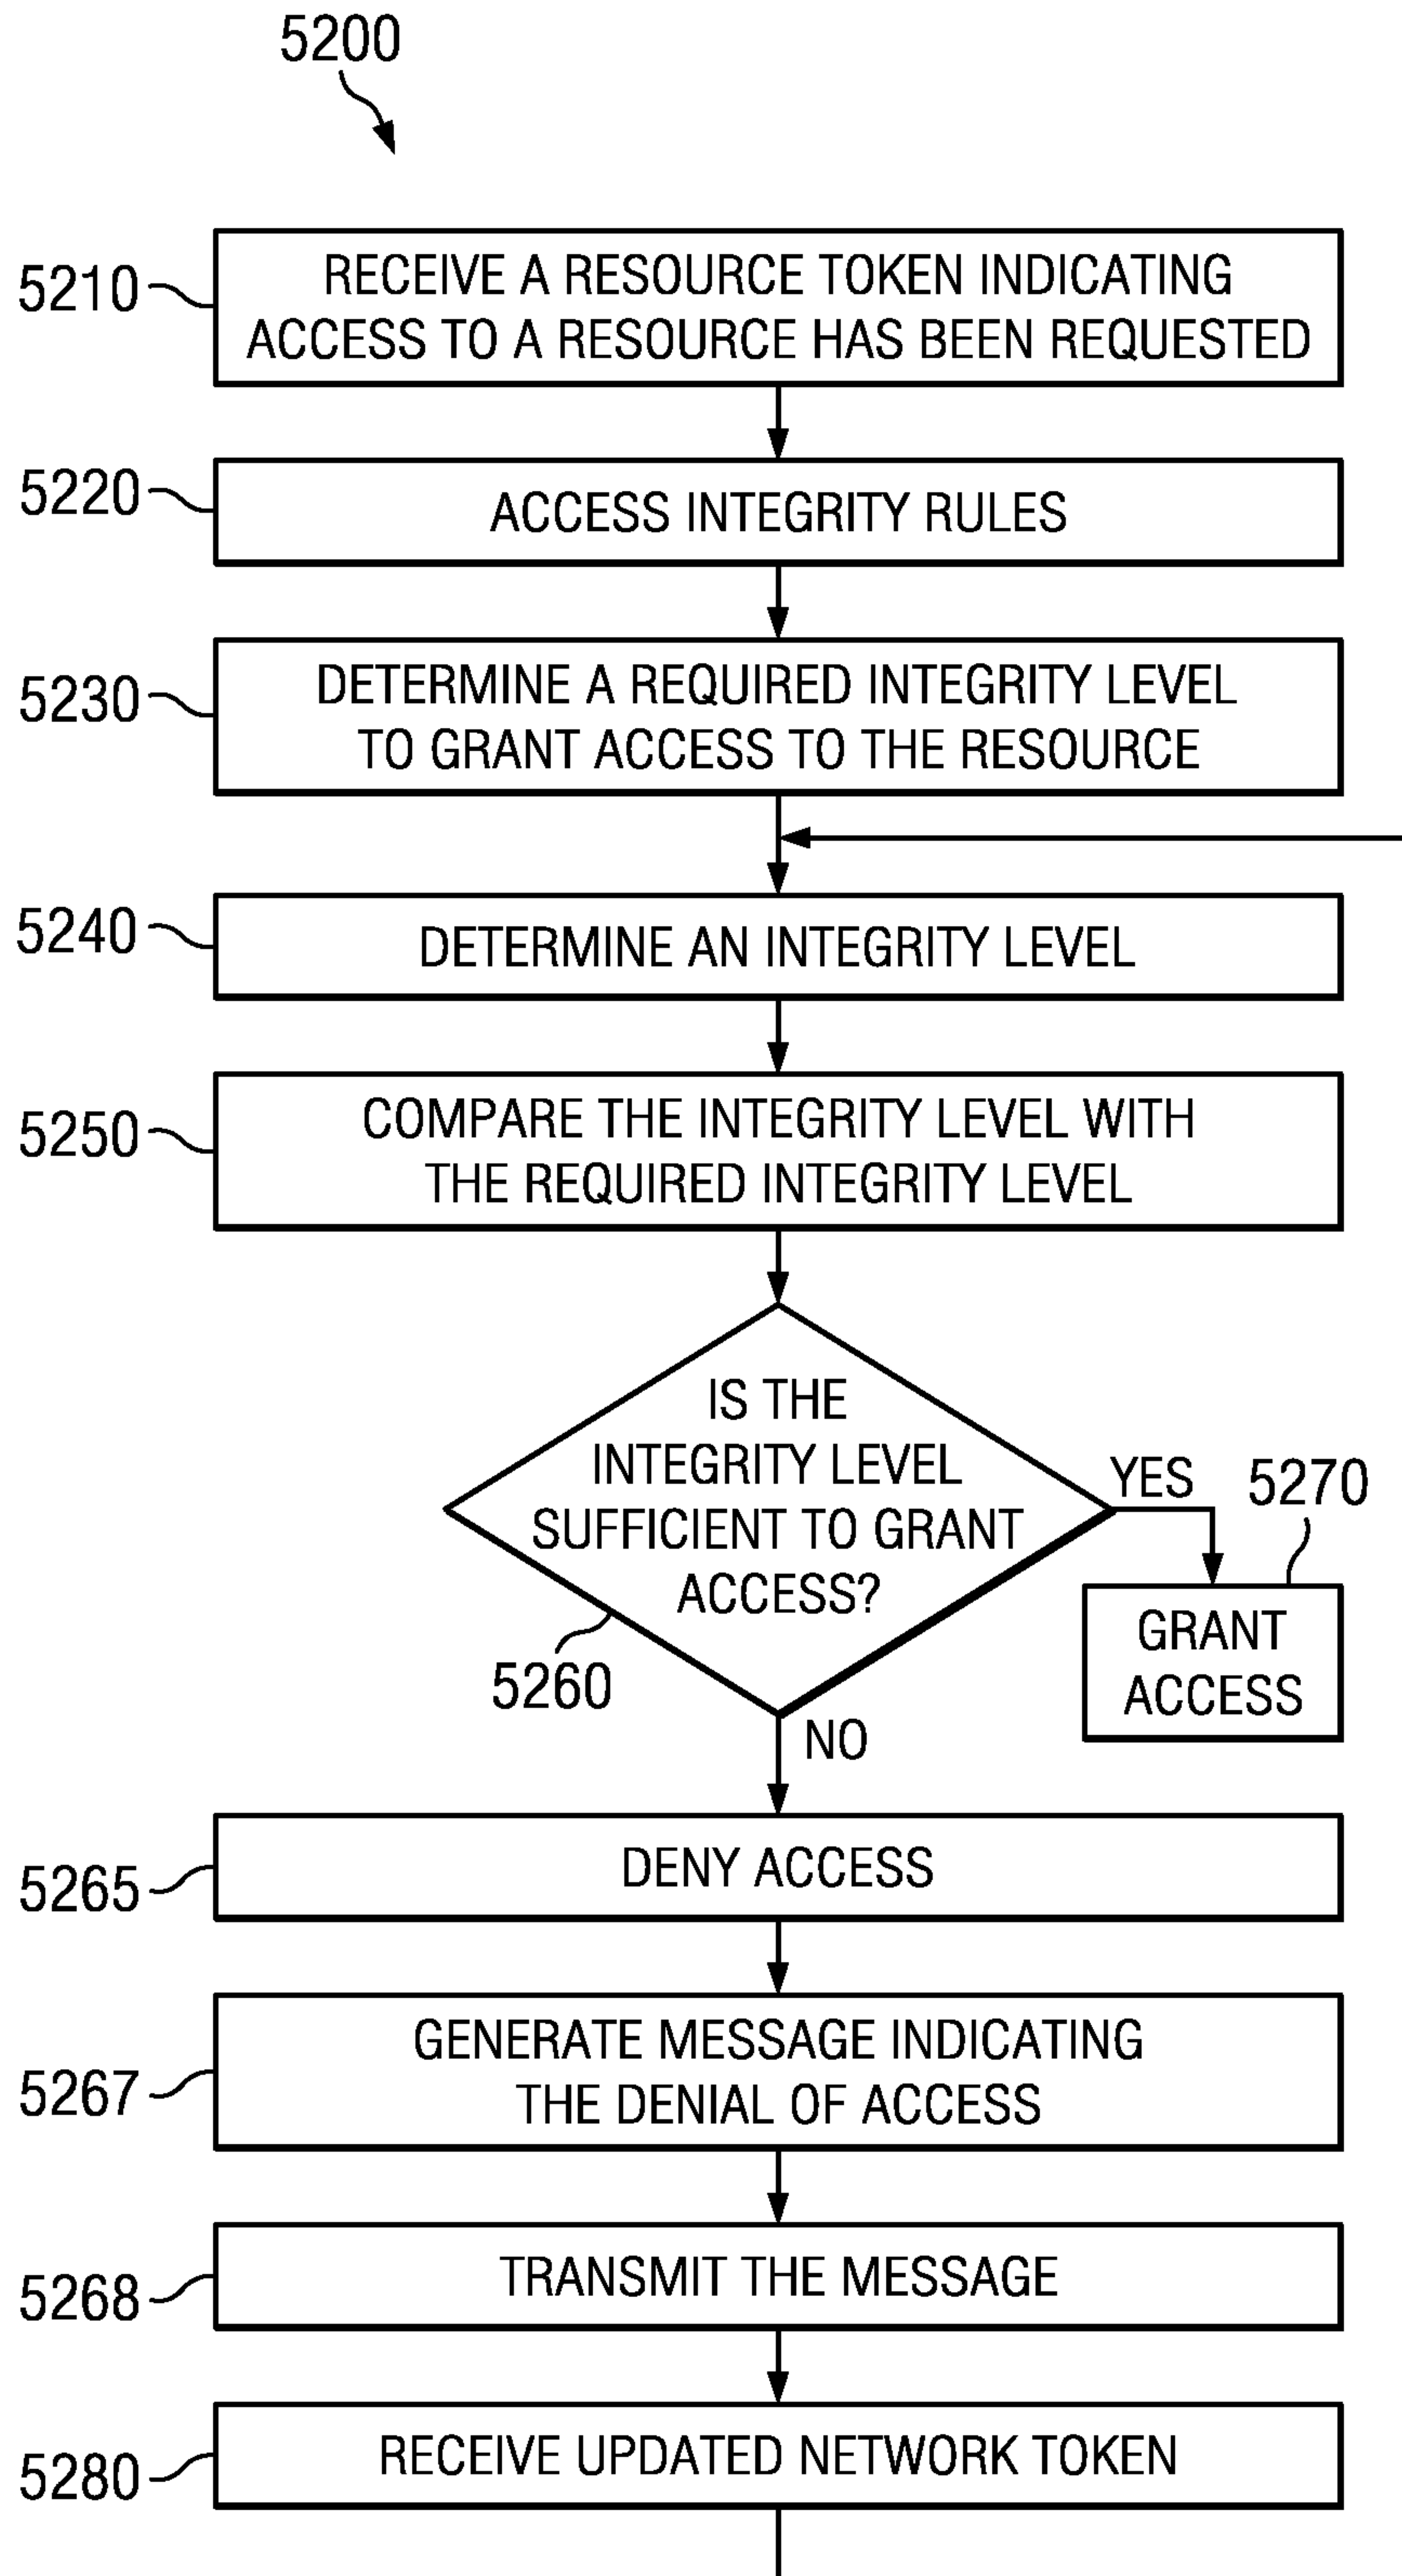 5200
5210
RECEIVE A RESOURCE TOKEN INDICATING
ACCESS TO A RESOURCE HAS BEEN REQUESTED
5220
ACCESS INTEGRITY RULES
5230
DETERMINE A REQUIRED INTEGRITY LEVEL
TO GRANT ACCESS TO THE RESOURCE
5240
DETERMINE AN INTEGRITY LEVEL
5250
COMPARE THE INTEGRITY LEVEL WITH
THE REQUIRED INTEGRITY LEVEL
IS THE
INTEGRITY LEVEL
SUFFICIENT TO GRANT
ACCESS?
5260
YES
5270
GRANT
ACCESS
NO
5265
DENY ACCESS
5267
GENERATE MESSAGE INDICATING
THE DENIAL OF ACCESS
5268
TRANSMIT THE MESSAGE
5280
RECEIVE UPDATED NETWORK TOKEN